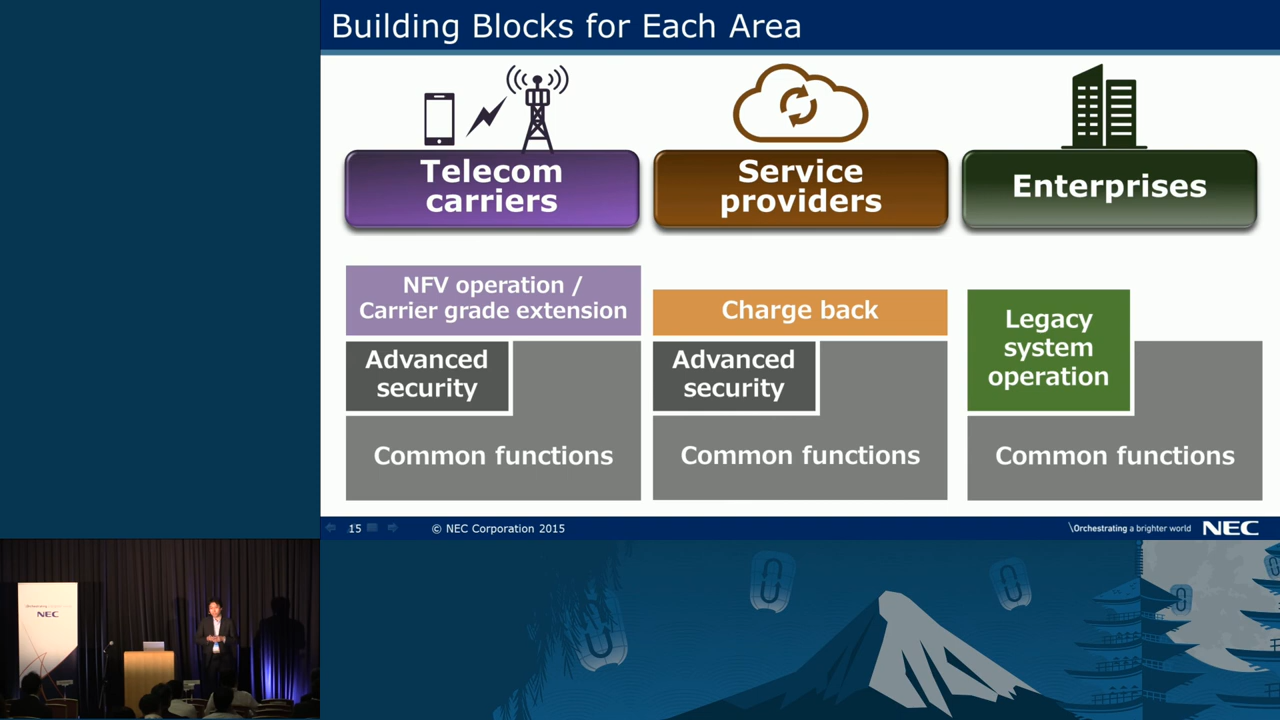 Building Blocks for Each Area
Telecom
carriers
Service
providers
Enterprises
NFV operation /
Carrier grade extension
Advanced
security
Common functions
Charge back
Advanced
security
Common functions
Legacy
system
operation
Common functions
15
© NEC Corporation 2015
\Orchestrating a brighter world
NEC
NEC